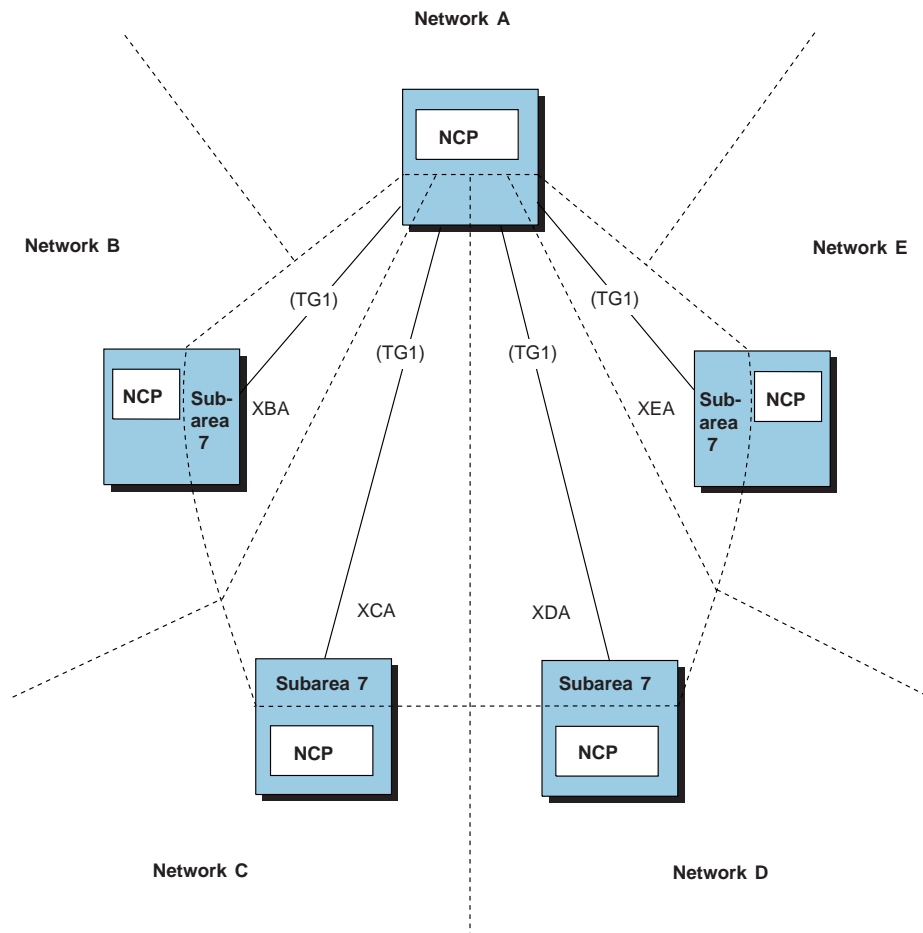 Network A
NCP
Network B
Network E
(TG1)
(TG1)
(TG1)
(TG1)
NCP
Sub-
area
7
XBA
XEA
Sub-
area
7
NCP
XCA
XDA
Subarea 7
Subarea 7
NCP
NCP
Network C
Network D